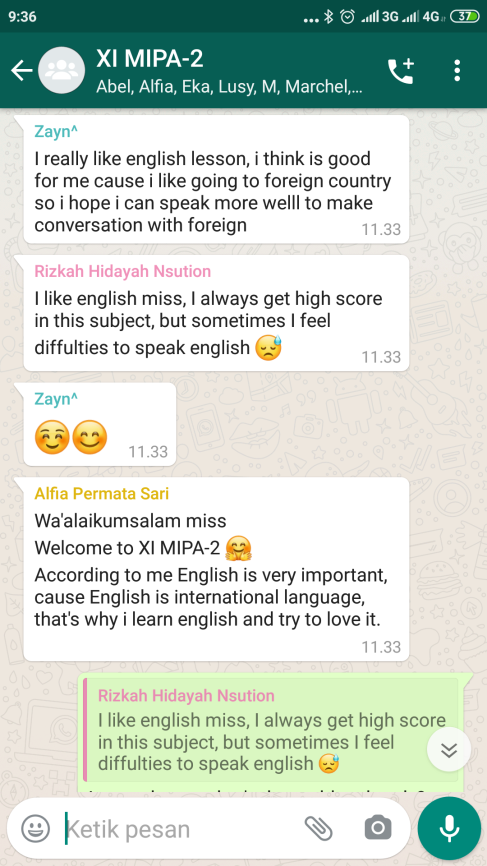 9:36
3G
4G
37
XI MIPA-2
Abel, Alfia, Eka, Lusy, M, Marchel,...
Zayn^
I really like english lesson, i think is good
for me cause i like going to foreign country
so i hope i can speak more welll to make
conversation with foreign
11.33
Rizkah Hidayah Nsution
I like english miss, I always get high score
in this subject, but sometimes I feel
diffulties to speak english 😓
11.33
Zayn^
☺️😊
11.33
Alfia Permata Sari
Wa'alaikumsalam miss
Welcome to XI MIPA-2 🤗
According to me English is very important,
cause English is international language,
that's why i learn english and try to love it.
11.33
Rizkah Hidayah Nsution
I like english miss, I always get high score
in this subject, but sometimes I feel
diffulties to speak english 😓
Ketik pesan